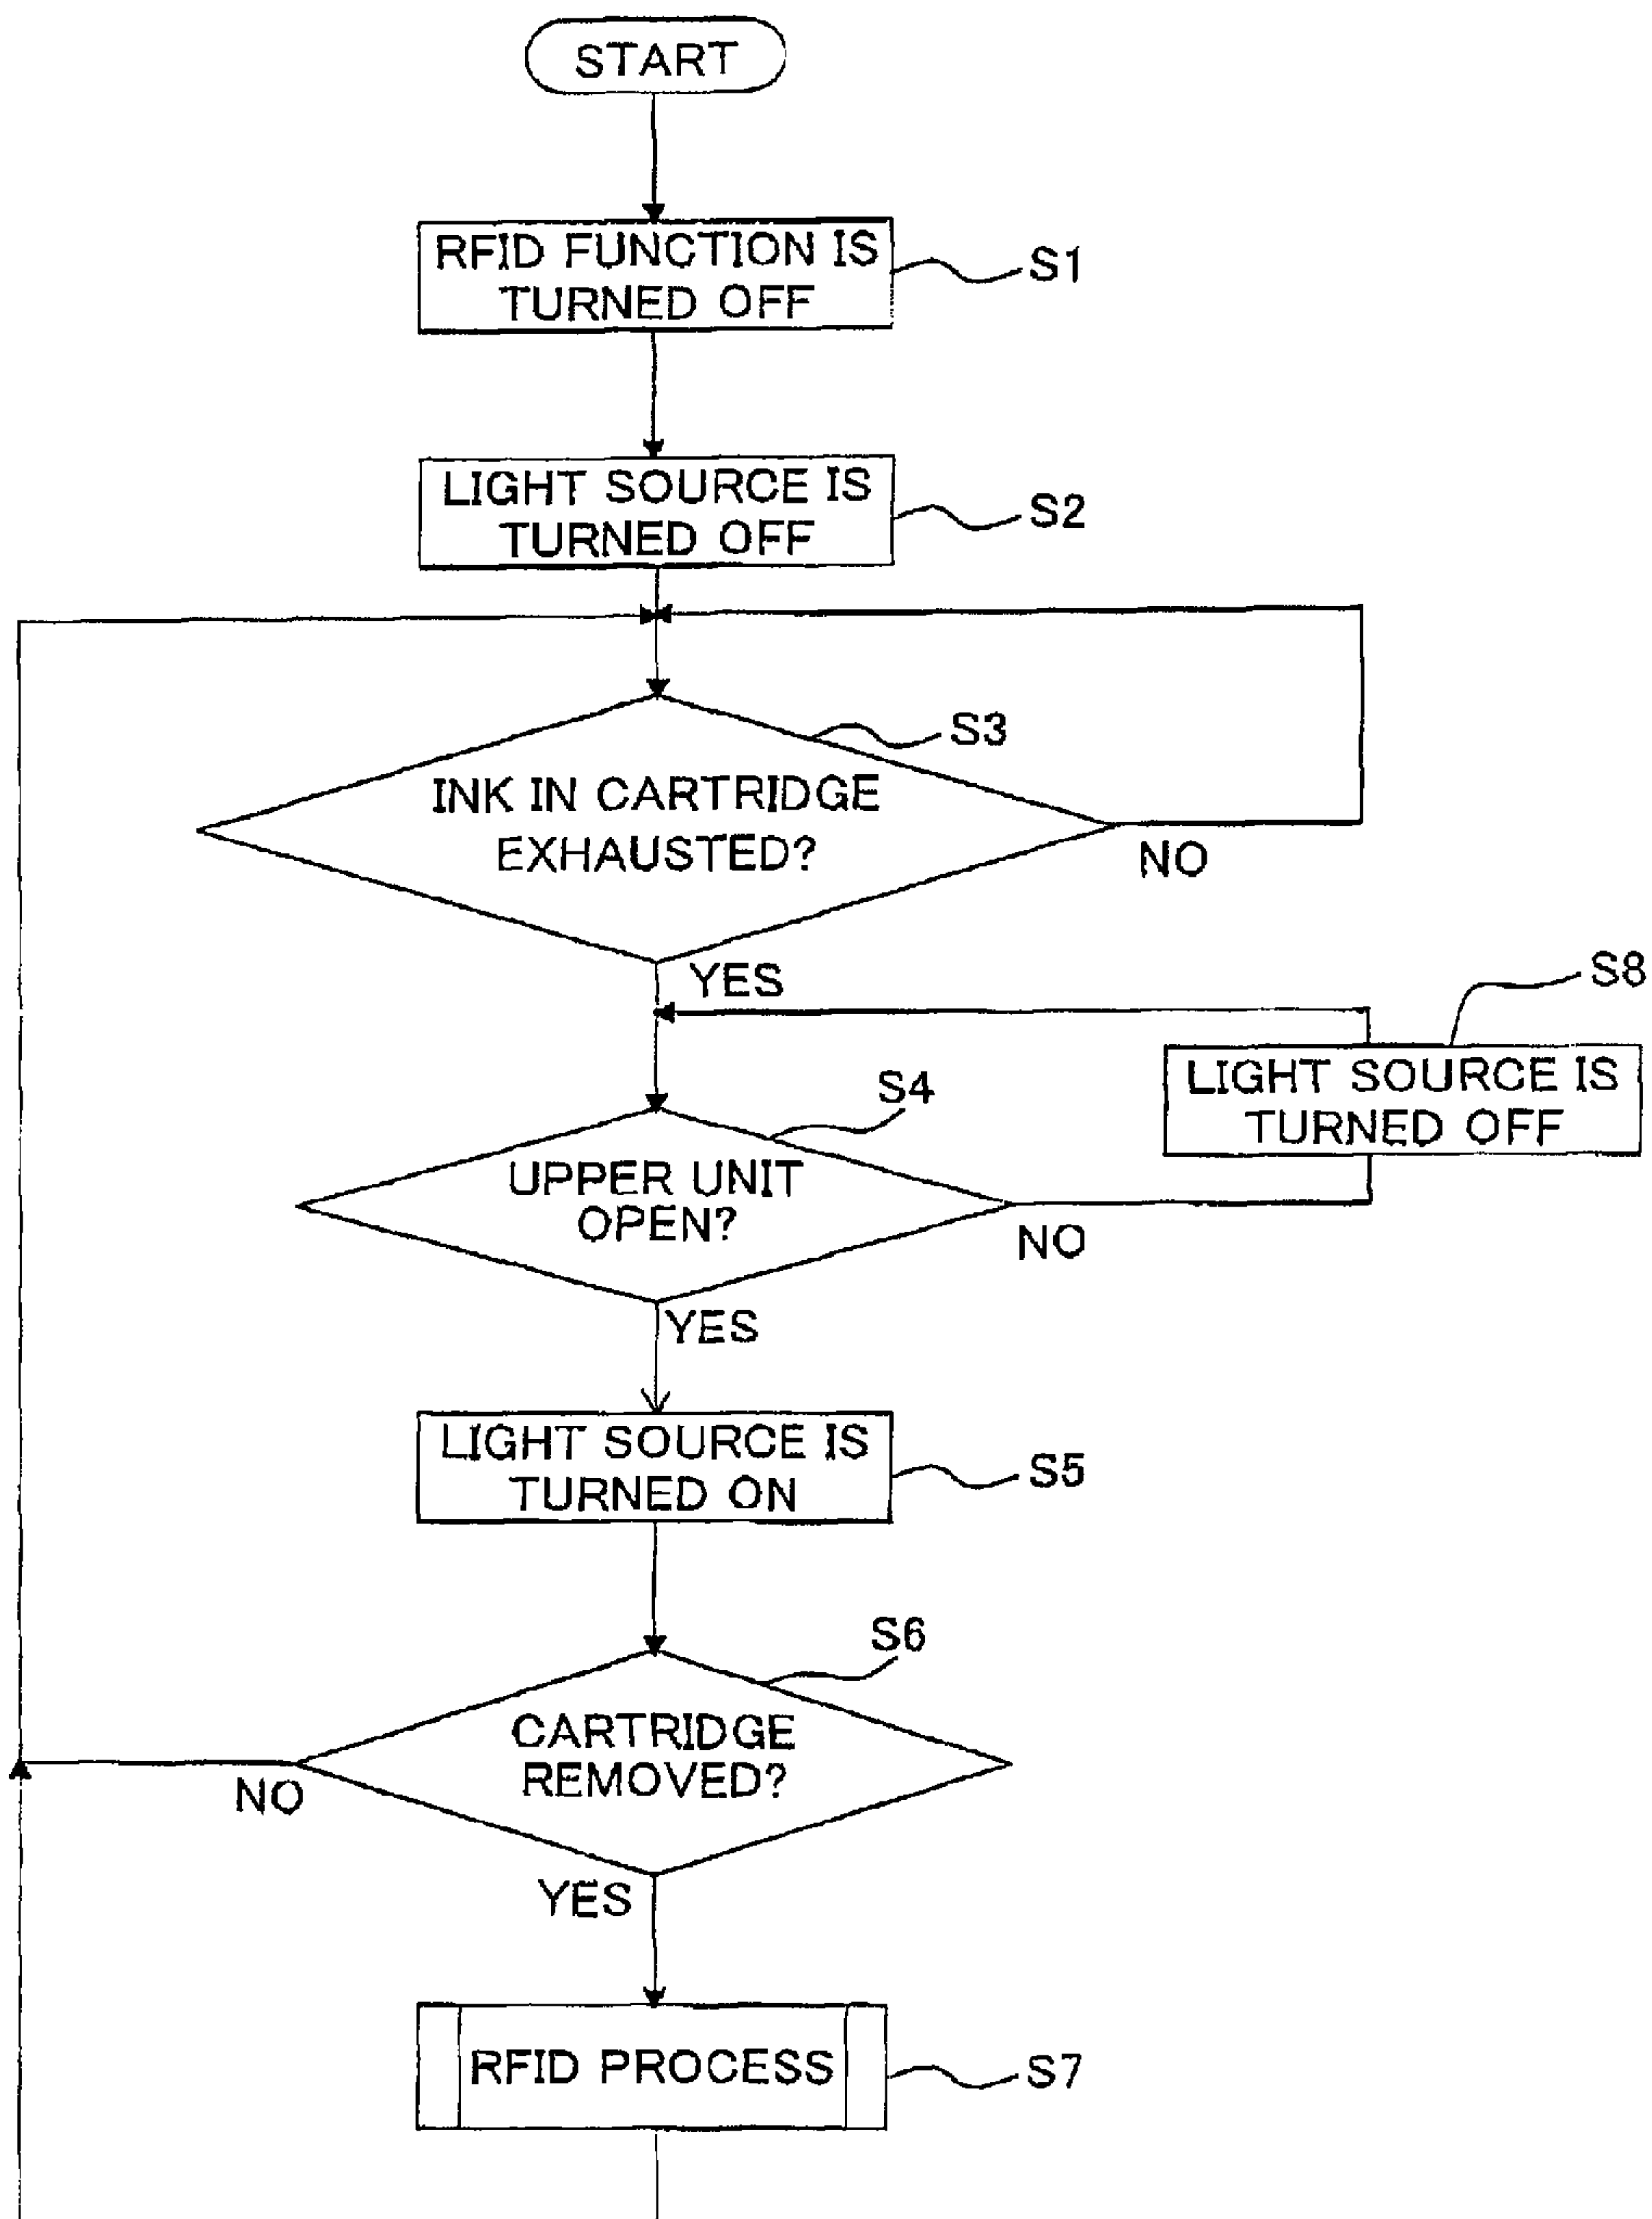 START
RFID FUNCTION IS
TURNED OFF
S1
LIGHT SOURCE IS
TURNED OFF
S2
S3
INK IN CARTRIDGE
EXHAUSTED?
NO
YES
S8
LIGHT SOURCE IS
TURNED OFF
S4
UPPER UNIT
OPEN?
NO
YES
LIGHT SOURCE IS
TURNED ON
S5
S6
CARTRIDGE
REMOVED?
NO
YES
RFID PROCESS
S7